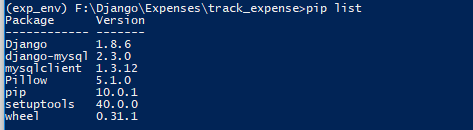 (exp_env) F:\Django\Expenses\track_expense>pip list
Package Version
------------ -------
Django 1.8.6
django-mysql 2.3.0
mysqlclient 1.3.12
Pillow 5.1.0
pip 10.0.1
setuptools 40.0.0
wheel 0.31.1